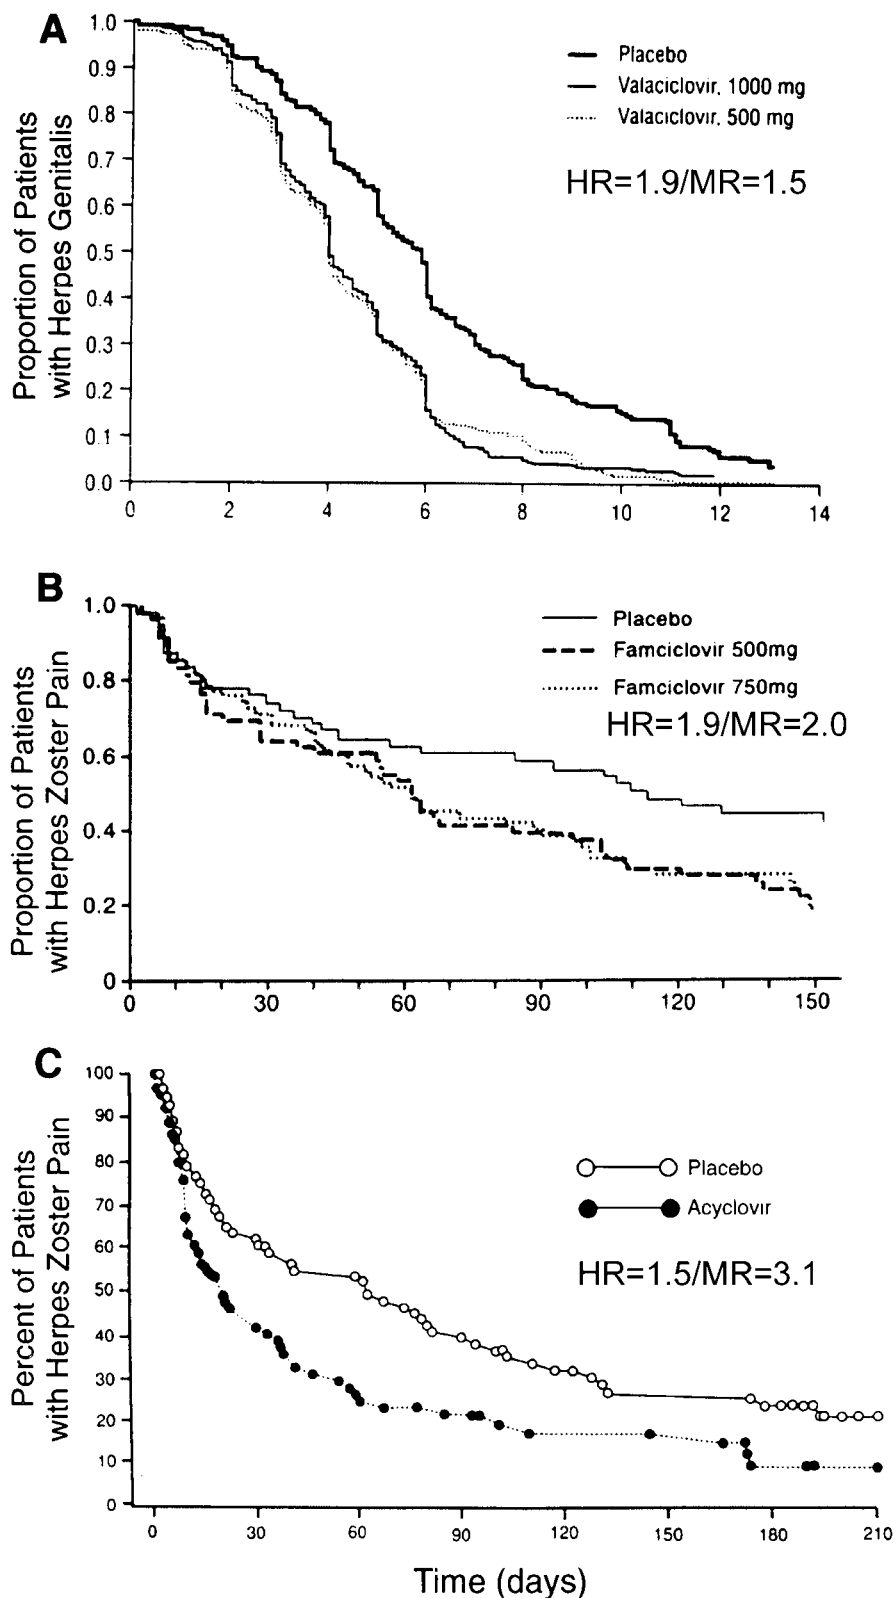 A
Proportion of Patients
with Herpes Genitalis
1.0
0.9
0.8
0.7
0.6
0.5
0.4
0.3
0.2
0.1
0.0
Placebo
Valaciclovir, 1000 mg
Valaciclovir, 500 mg
HR=1.9/MR=1.5
0 2 4 6 8 10 12 14
B
Proportion of Patients
with Herpes Zoster Pain
1.0
0.8
0.6
0.4
0.2
0
Placebo
Famciclovir 500mg
Famciclovir 750mg
HR=1.9/MR=2.0
0 30 60 90 120 150
C
Percent of Patients
with Herpes Zoster Pain
100
90
80
70
60
50
40
30
20
10
0
Placebo
Acyclovir
HR=1.5/MR=3.1
0 30 60 90 120 150 180 210
Time (days)